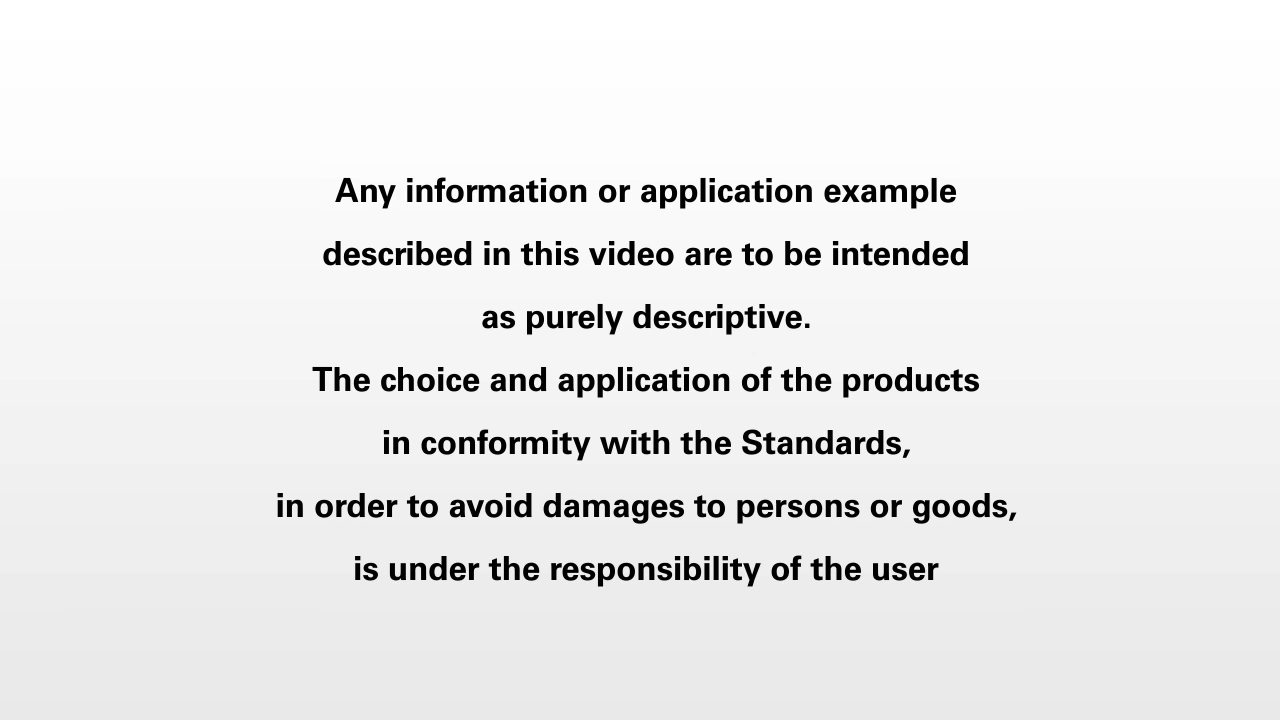 Any information or application example
described in this video are to be intended
as purely descriptive.
The choice and application of the products
in conformity with the Standards,
in order to avoid damages to persons or goods,
is under the responsibility of the user